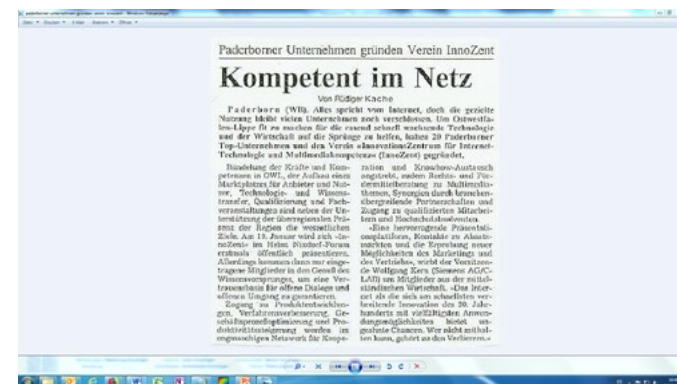 Paderborner Unternehmen gründen Verein InnoZent
Kompetent im Netz
Von Rüdiger Kache
Paderborn (WB). Alles spricht vom Internet, doch die gezielte
Nutzung bleibt vielen Unternehmen noch verschlossen. Um Ostwestfa-
len-Lippe fit zu machen für die rasend schnell wachsende Technologie
und der Wirtschaft auf die Sprünge zu helfen, haben 20 Paderborner
Top-Unternehmen und den Verein »InnovationsZentrum für Internet-
Technologie und Multimediakompetenz« (InnoZent) gegründet.
Bündelung der Kräfte und Kom-
petenzen in OWL, der Aufbau eines
Marktplatzes für Anbieter und Nut-
zer, Technologie- und Wissens-
transfer, Qualifizierung und Fach-
veranstaltungen sind neben der Un-
terstützung der überregionalen Prä-
senz der Region die wesentlichen
Ziele. Am 19. Januar wird sich »In-
noZent« im Heinz Nixdorf-Forum
erstmals öffentlich präsentieren.
Allerdings kommen dann nur einge-
tragene Mitglieder in den Genuß des
Wissensvorsprungs, um eine Ver-
trauensbasis für offene Dialoge und
offenen Umgang zu garantieren.
Zugang zu Produktentwicklun-
gen, Verfahrensverbesserung, Ge-
schäftsprozeßoptimierung und Pro-
duktivitätssteigerung werden im
engmaschigen Netzwerk für Koope-
ration und Knowhow-Austausch
angestrebt, zudem Rechts- und För-
dermittelberatung zu Multimedia-
themen, Synergien durch branchen-
übergreifende Partnerschaften und
Zugang zu qualifizierten Mitarbei-
tern und Hochschulabsolventen.
»Eine hervorragende Präsentati-
onsplattform, Kontakte zu Absatz-
märkten und die Erprobung neuer
Möglichkeiten des Marketings und
des Vertriebs«, wirbt der Vorsitzen-
de Wolfgang Kern (Siemens AG/C-
LAB) um Mitglieder aus der mittel-
ständischen Wirtschaft. »Das Inter-
net als die sich am schnellsten ver-
breitende Innovation des 20. Jahr-
hunderts mit vielfältigsten Anwen-
dungsmöglichkeiten bietet un-
geahnte Chancen. Wer nicht mithal-
ten kann, gehört zu den Verlierern.«